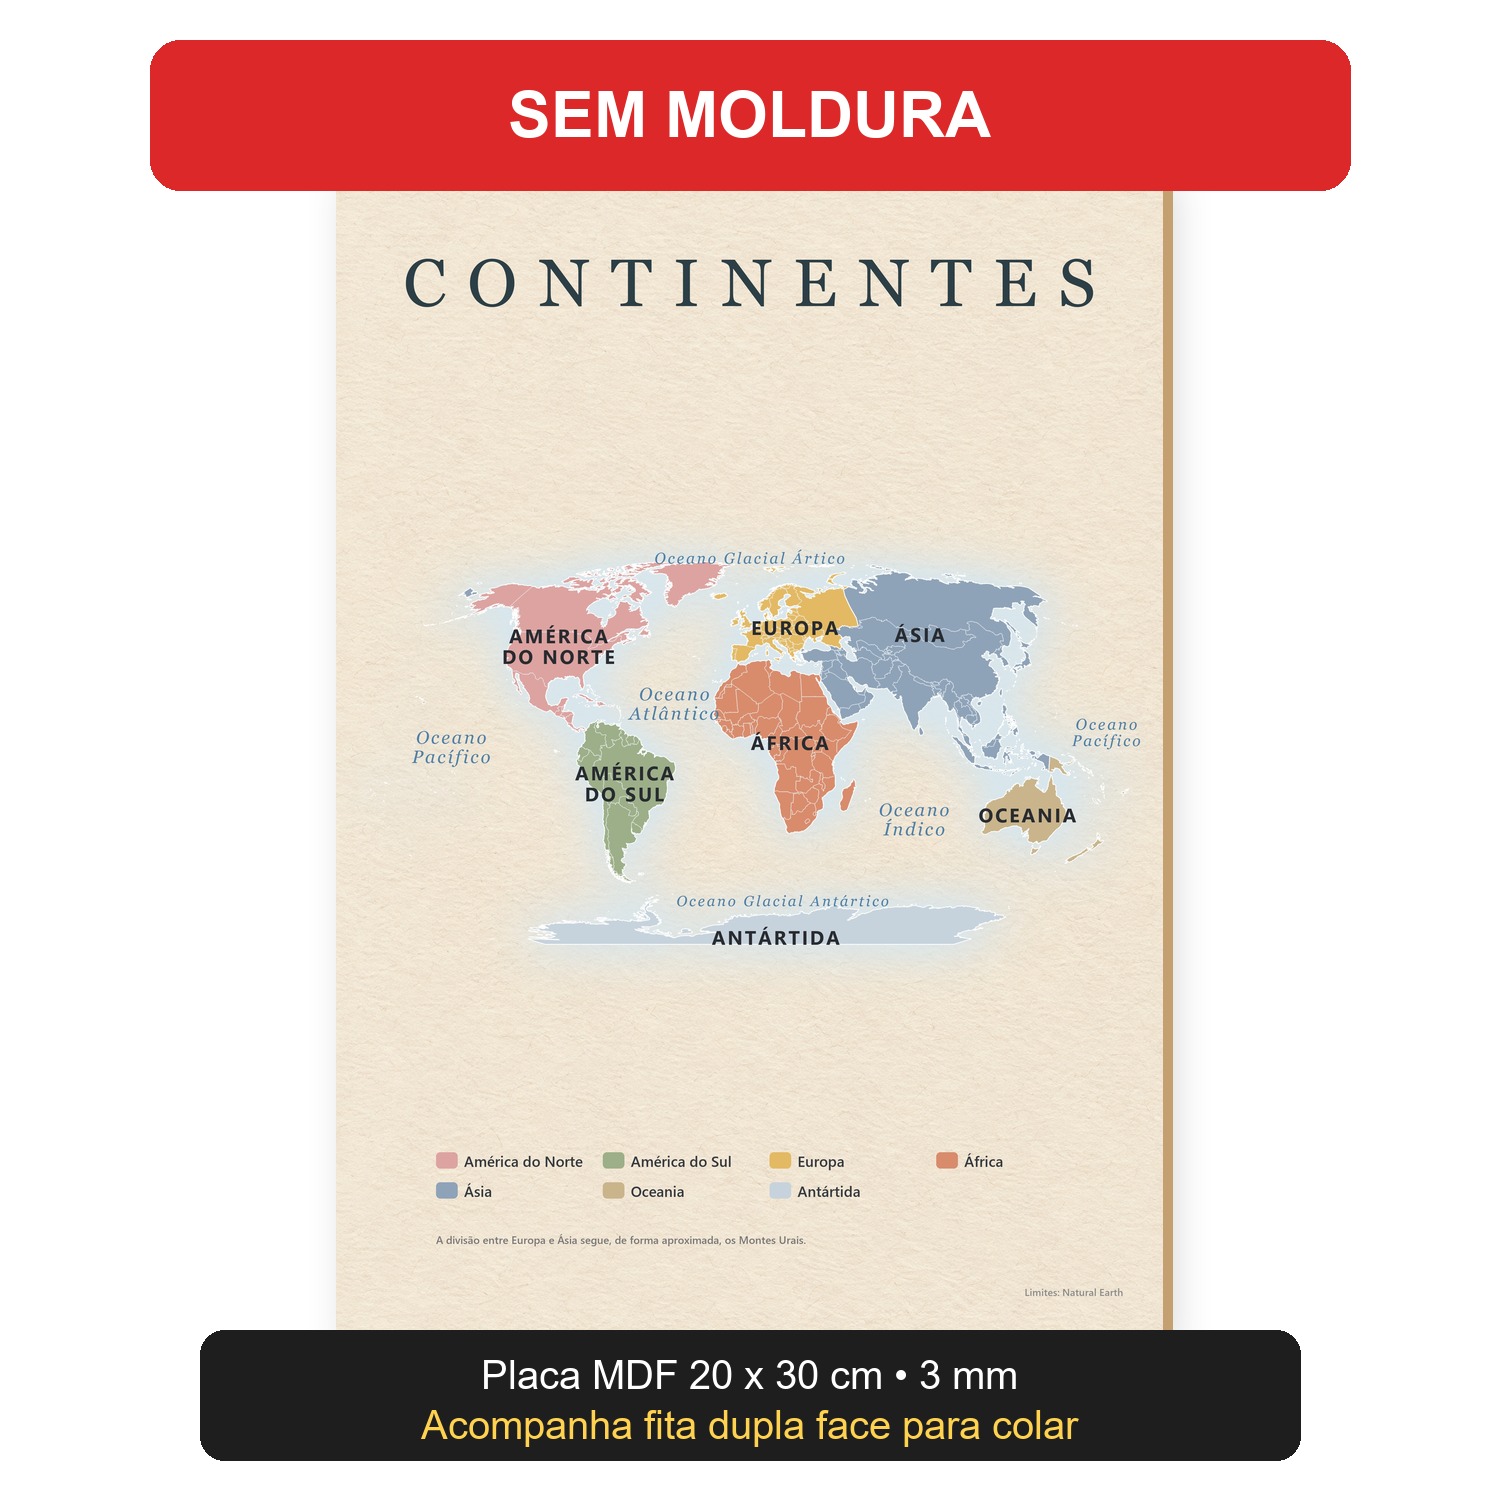 SEM MOLDURA
CONTINENTES
Oceano Glacial Ártico
AMÉRICA
DO NORTE
EUROPA
ÁSIA
Oceano
Atlântico
Oceano
Pacífico
Oceano
Pacífico
ÁFRICA
AMÉRICA
DO SUL
Oceano
Índico
OCEANIA
Oceano Glacial Antártico
ANTÁRTIDA
América do Norte
América do Sul
Europa
África
Ásia
Oceania
Antártida
A divisão entre Europa e Ásia segue, de forma aproximada, os Montes Urais.
Limites: Natural Earth
Placa MDF 20 x 30 cm • 3 mm
Acompanha fita dupla face para colar